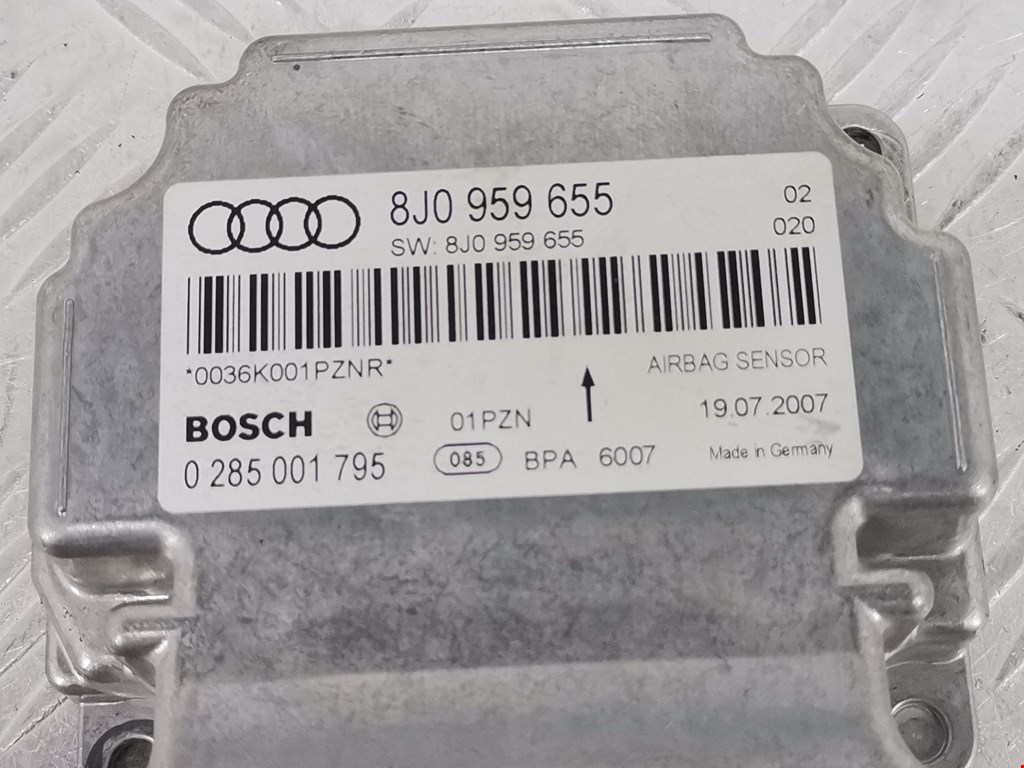 8J0 959 655 02
SW: 8J0 959 655 020
*0036K001PZNR* AIRBAG SENSOR
BOSCH 01PZN 19.07.2007
0 285 001 795 085 BPA 6007 Made in Germany